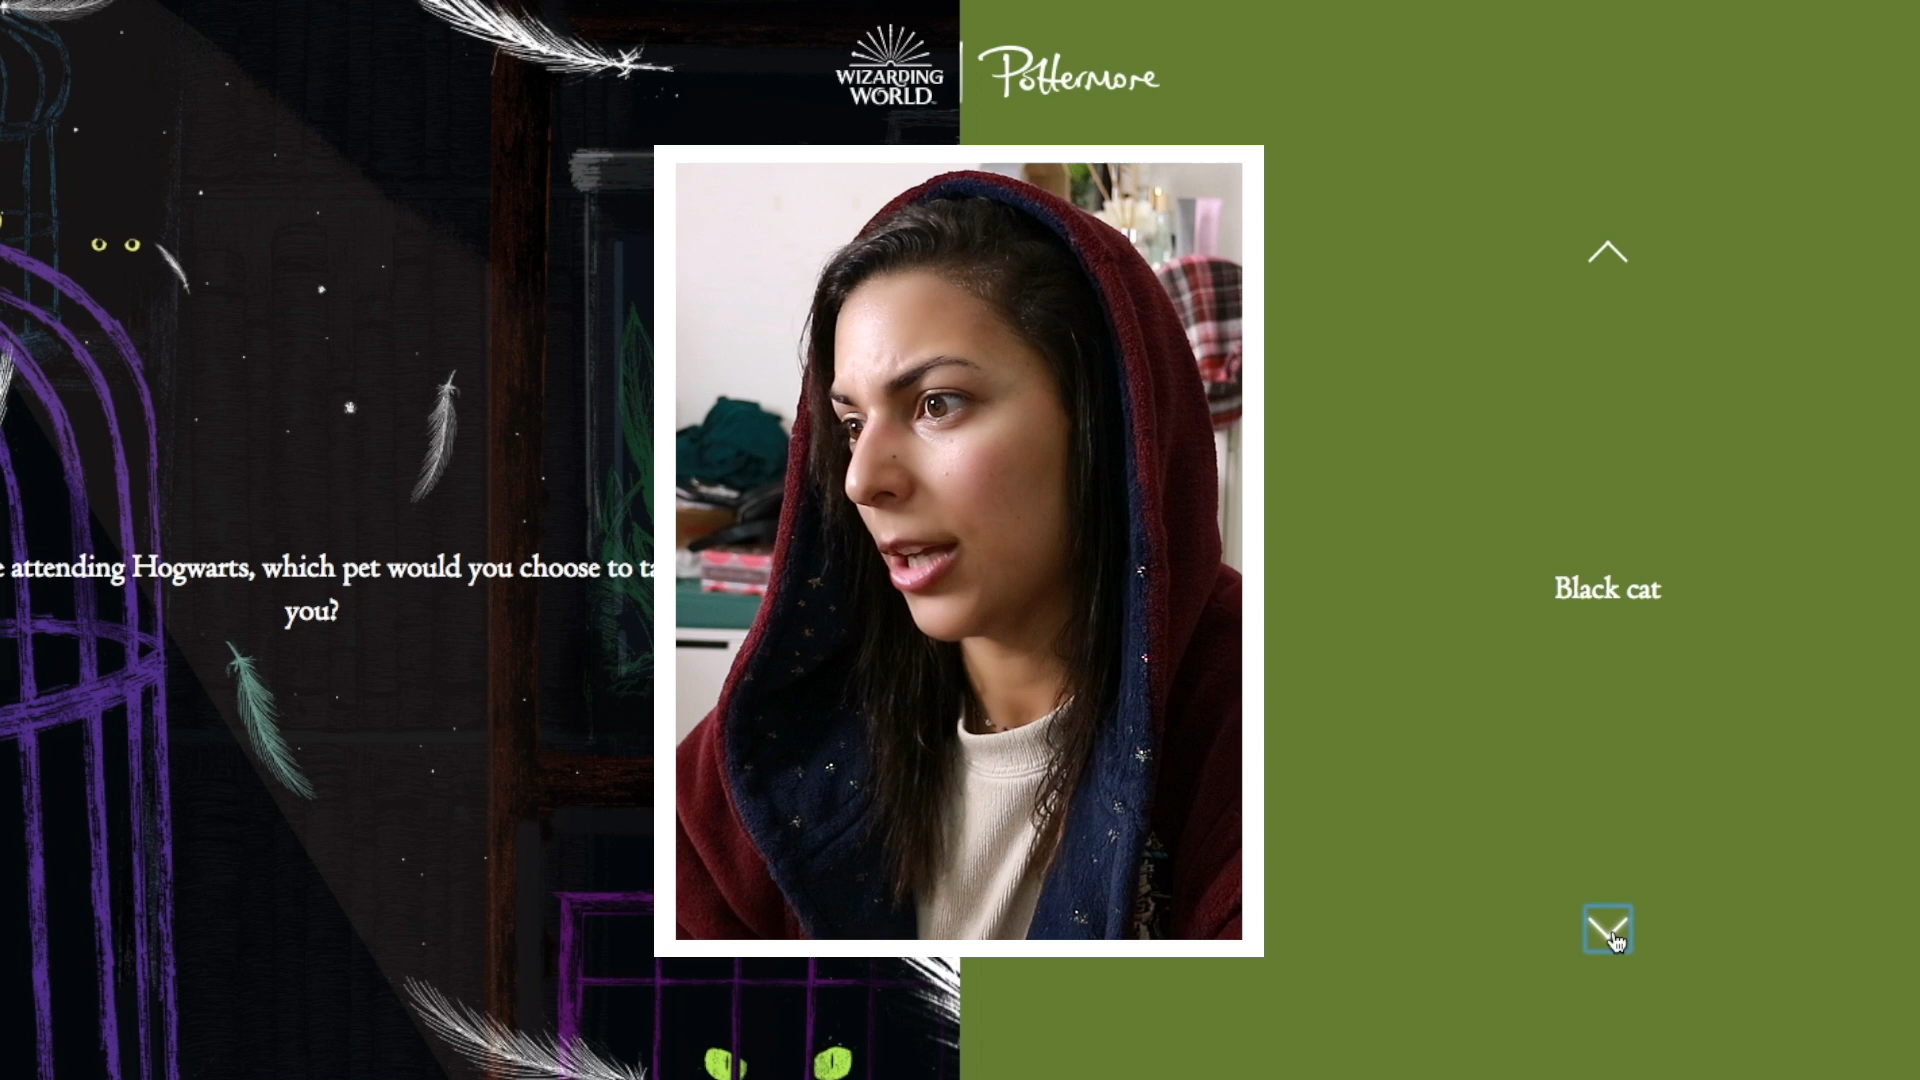 WIZARDING
WORLD
Pottermore
attending Hogwarts, which pet would you choose to
you?
Black cat